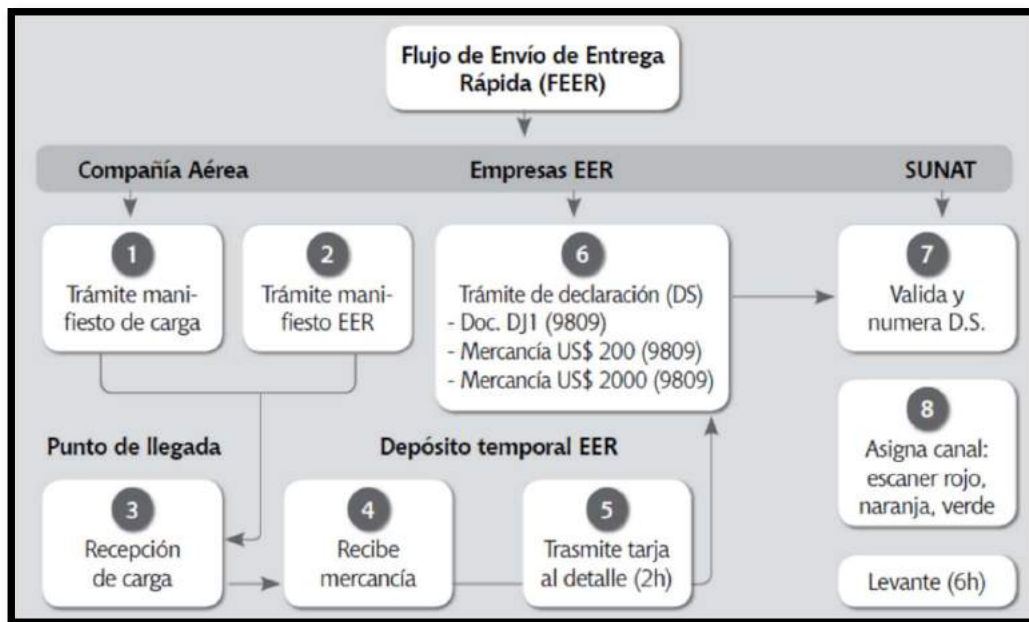 Flujo de Envío de Entrega
Rápida (FEER)
Compañía Aérea
Empresas EER
SUNAT
1
Trámite mani-
fiesto de carga
2
Trámite mani-
fiesto EER
6
Trámite de declaración (DS)
- Doc. DJ1 (9809)
- Mercancía US$ 200 (9809)
- Mercancía US$ 2000 (9809)
7
Valida y
numera D.S.
8
Asigna canal:
escaner rojo,
naranja, verde
Punto de llegada
Depósito temporal EER
3
Recepción
de carga
4
Recibe
mercancía
5
Trasmite tarja
al detalle (2h)
Levante (6h)